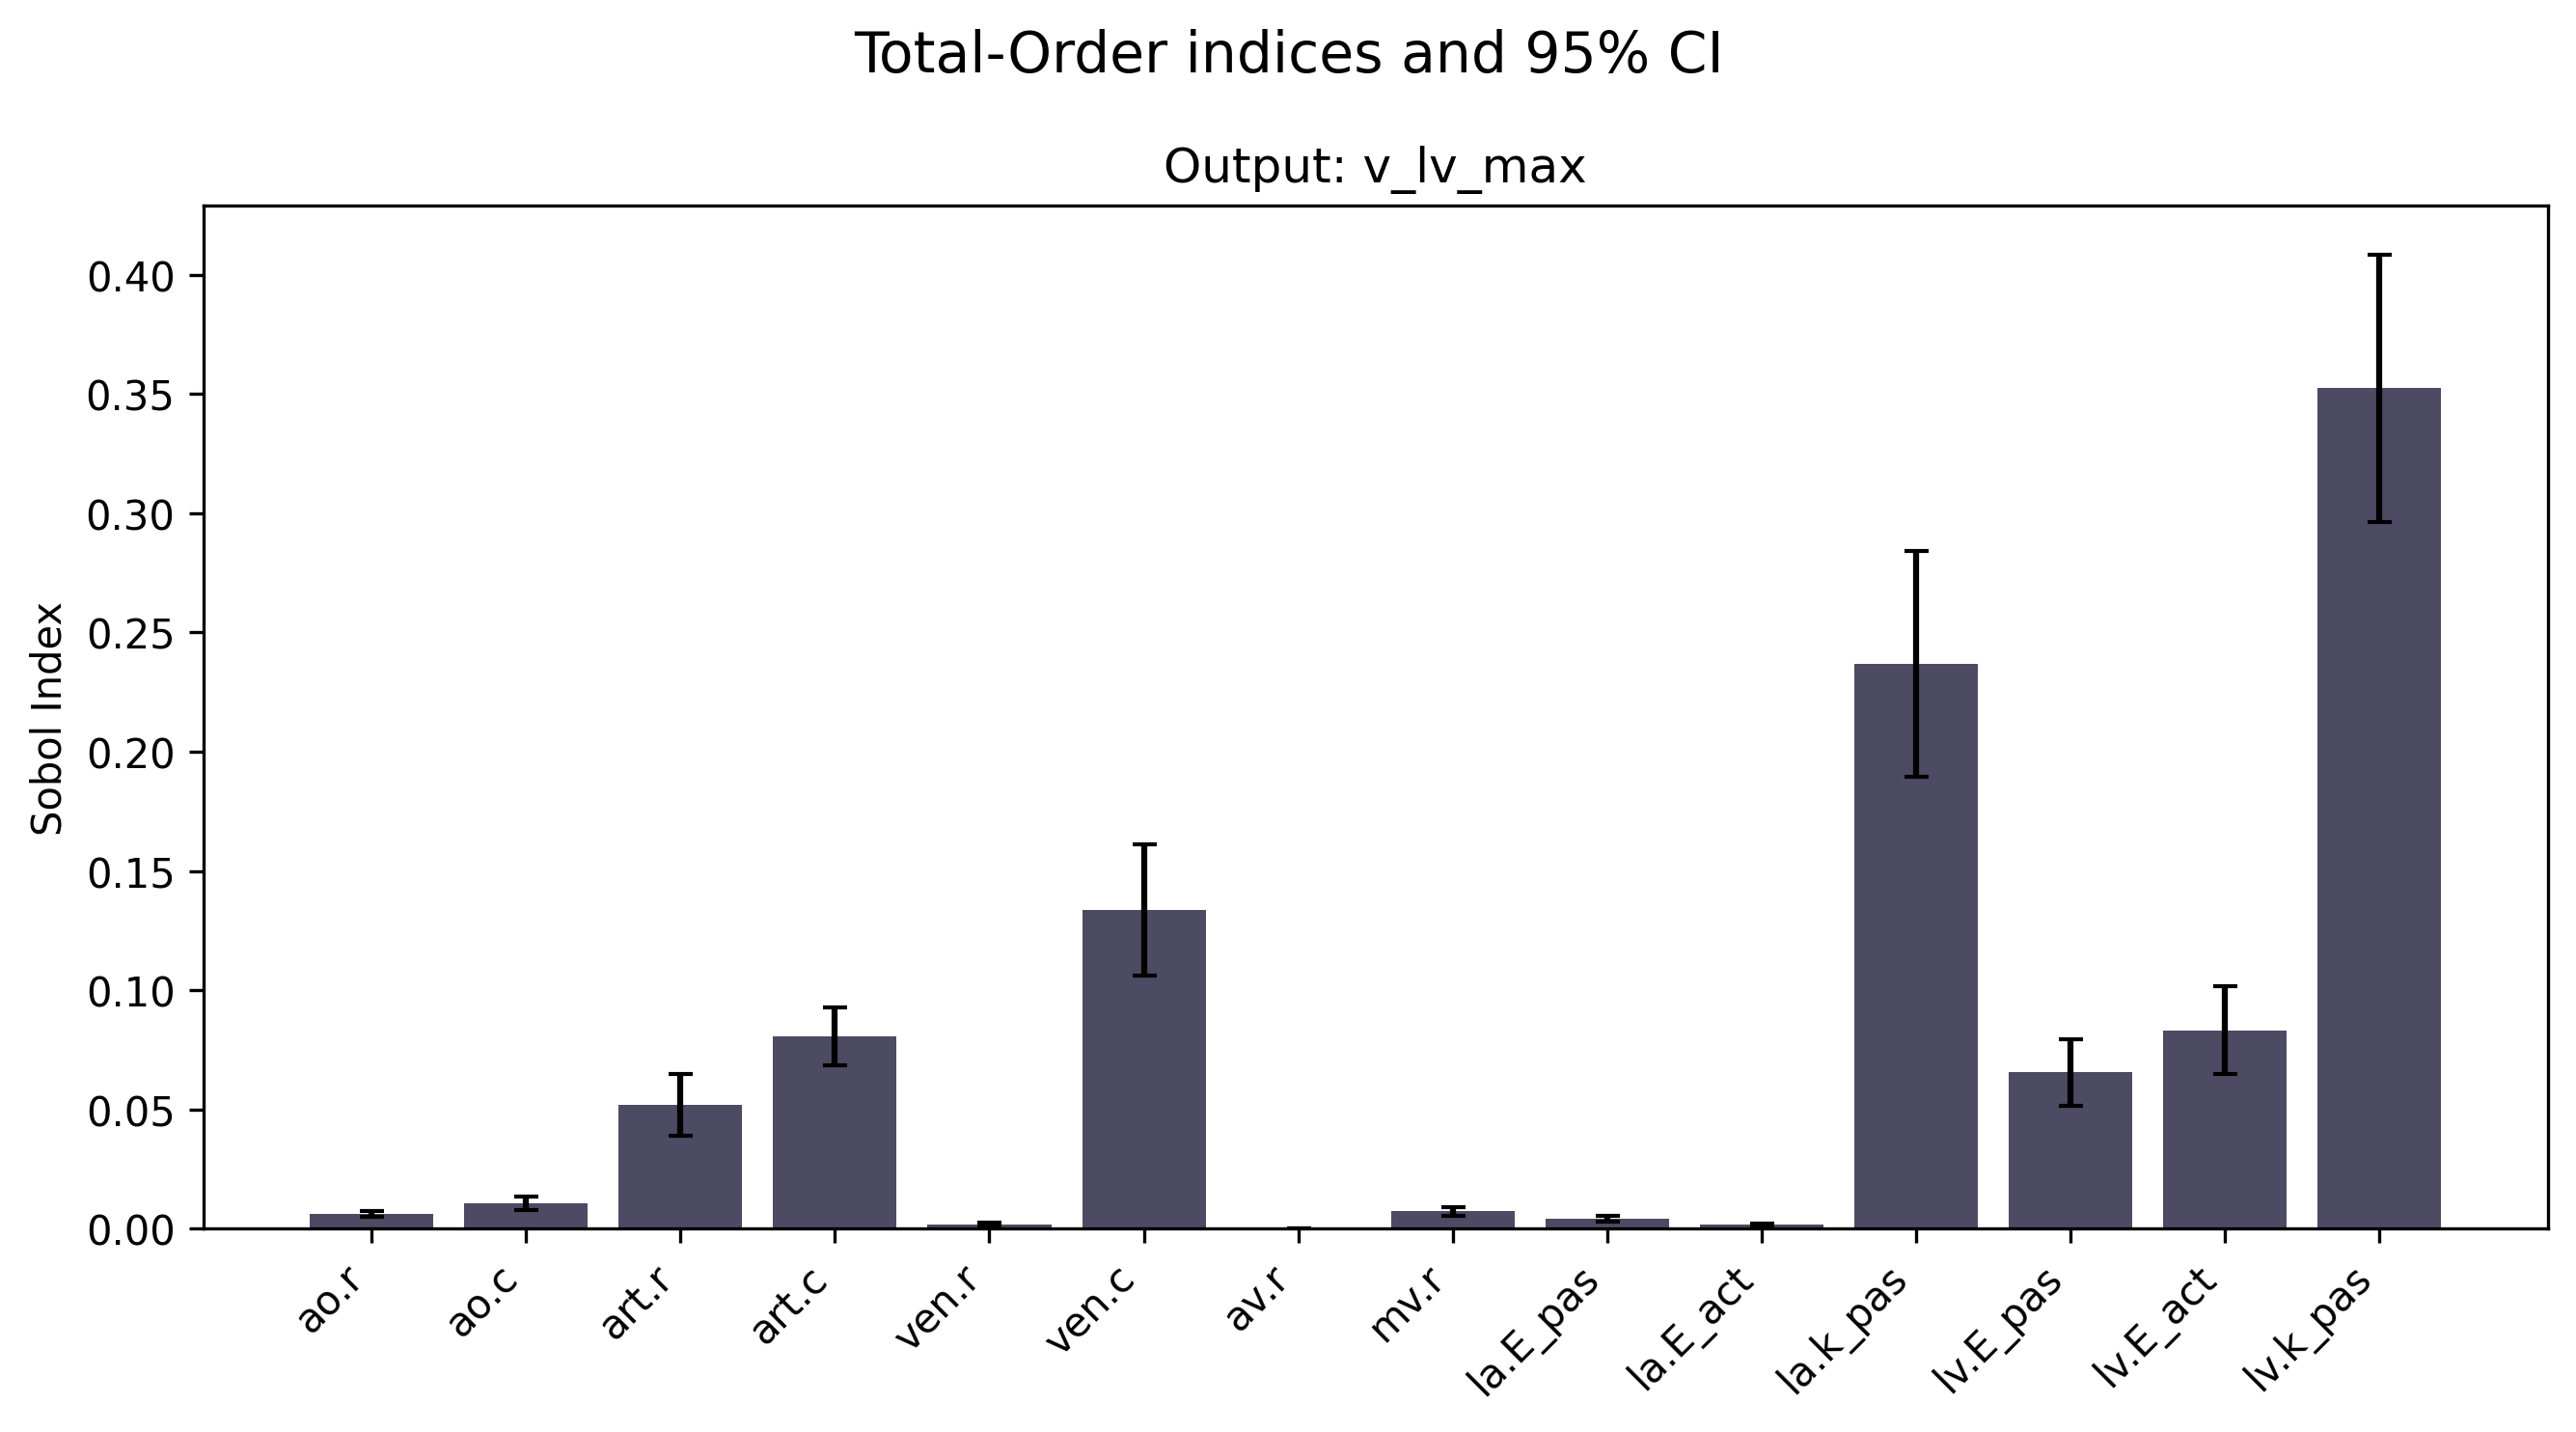 Total-Order indices and 95% CI
Output: v_lv_max
Sobol Index
0.40
0.35
0.30
0.25
0.20
0.15
0.10
0.05
0.00
ao.r
ao.c
art.r
art.c
ven.r
ven.c
av.r
mv.r
la.E_pas
la.E_act
la.k_pas
lv.E_pas
lv.E_act
lv.k_pas